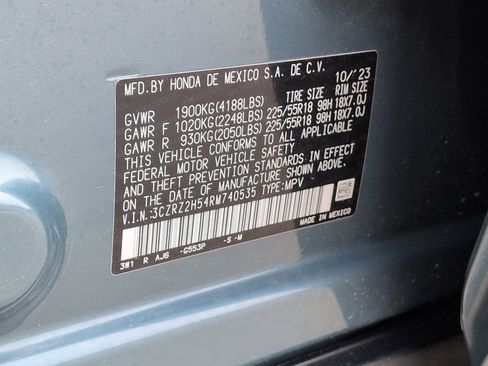 MFD.BY HONDA DE MEXICO S.A. DE C.V. 10/'23
GVWR 1900KG(4188LBS) TIRE SIZE RIM SIZE
GAWR F 1020KG(2248LBS) 225/55R18 98H 18X7.0J
GAWR R 930KG(2050LBS) 225/55R18 98H 18X7.0J
THIS VEHICLE CONFORMS TO ALL APPLICABLE
FEDERAL MOTOR VEHICLE SAFETY
AND THEFT PREVENTION STANDARDS IN EFFECT
ON THE DATE OF MANUFACTURE SHOWN ABOVE.
V.I.N.:3CZRZ2H54RM740535 TYPE:MPV
MADE IN MEXICO
3W1 R AJ6 -G553P -S -M